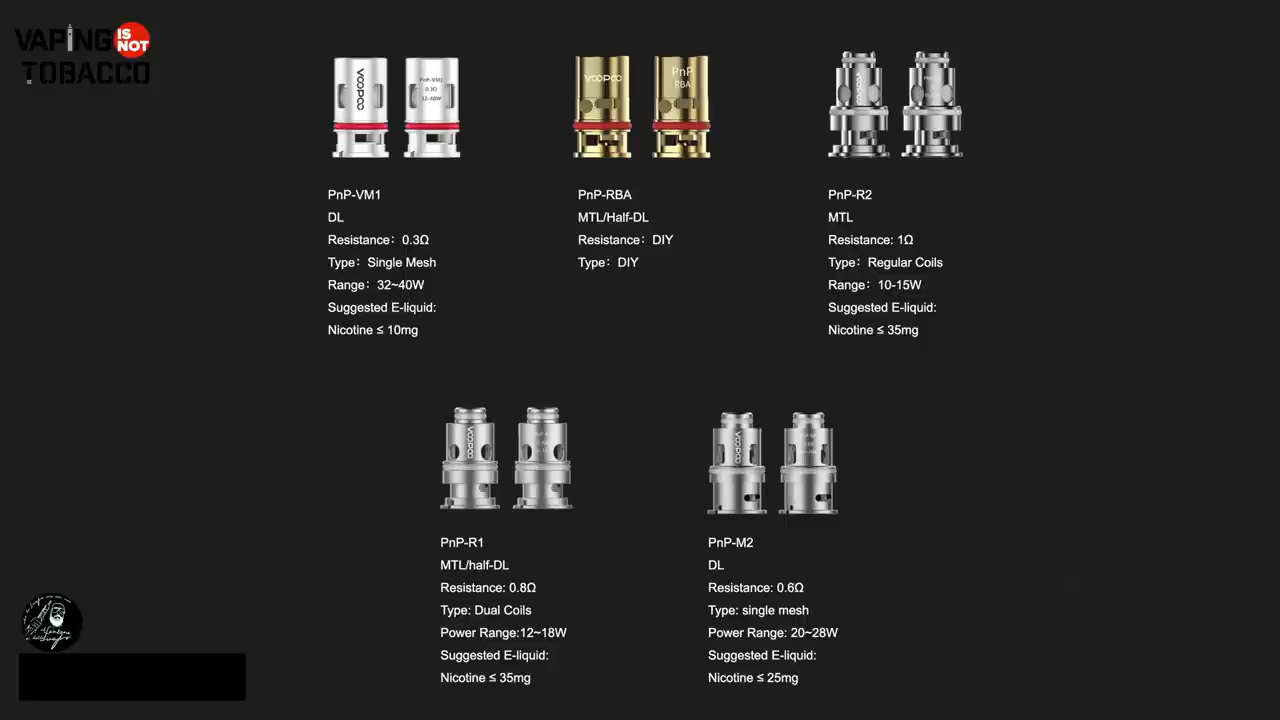 VAPING IS NOT
TOBACCO
VOOPOO
PnP-VM1
0.3Ω
32-40W
VOOPOO
PnP
RBA
VOOPOO
PnP-VM1
DL
Resistance： 0.3Ω
Type： Single Mesh
Range： 32~40W
Suggested E-liquid:
Nicotine ≤ 10mg
PnP-RBA
MTL/Half-DL
Resistance： DIY
Type： DIY
PnP-R2
MTL
Resistance: 1Ω
Type： Regular Coils
Range： 10-15W
Suggested E-liquid:
Nicotine ≤ 35mg
VOOPOO
VOOPOO
PnP-R1
MTL/half-DL
Resistance: 0.8Ω
Type: Dual Coils
Power Range:12~18W
Suggested E-liquid:
Nicotine ≤ 35mg
PnP-M2
DL
Resistance: 0.6Ω
Type: single mesh
Power Range: 20~28W
Suggested E-liquid:
Nicotine ≤ 25mg